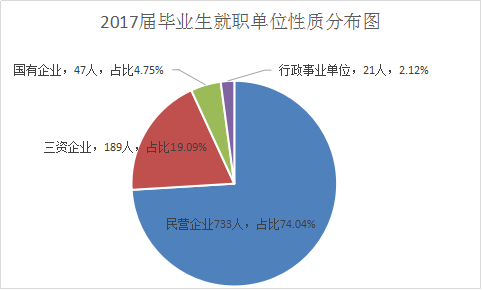 2017届毕业生就职单位性质分布图
国有企业，47人，占比4.75%
行政事业单位，21人，2.12%
三资企业，189人，占比19.09%
民营企业733人，占比74.04%